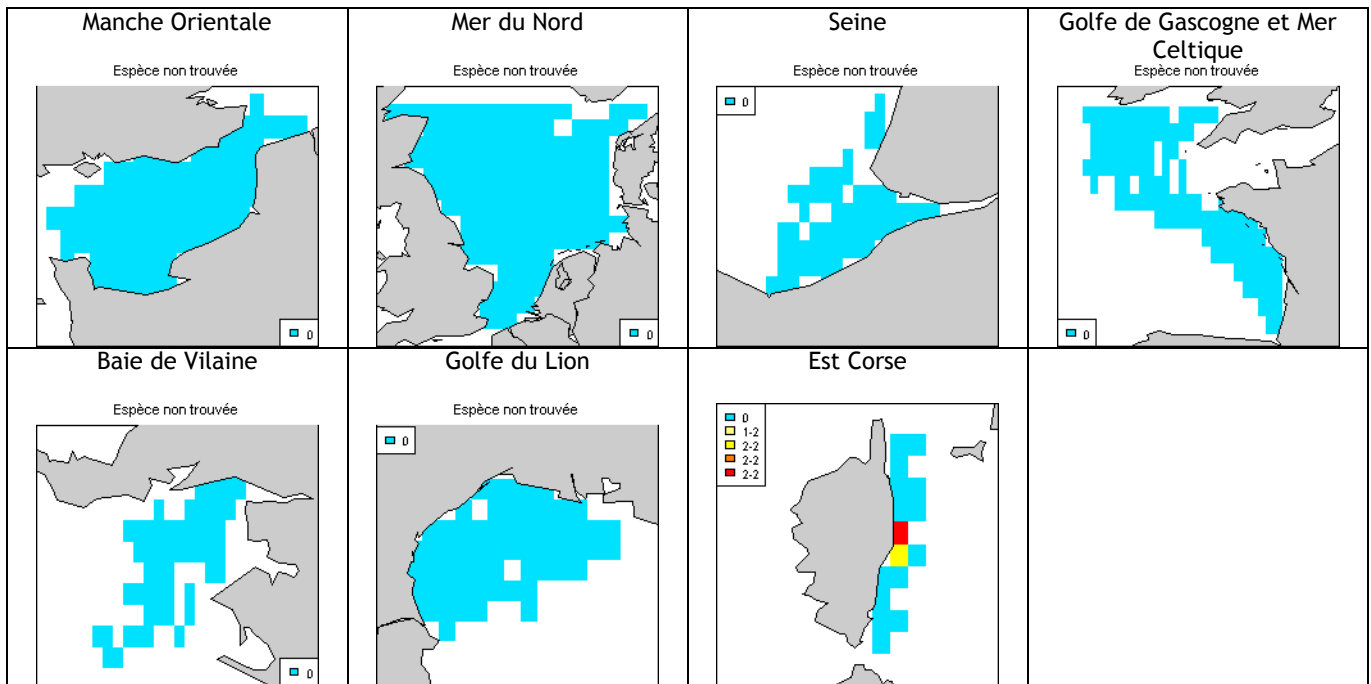 Manche Orientale
Espèce non trouvée
0
Mer du Nord
Espèce non trouvée
0
Seine
Espèce non trouvée
0
Golfe de Gascogne et Mer
Celtique
Espèce non trouvée
0
Baie de Vilaine
Espèce non trouvée
0
Golfe du Lion
Espèce non trouvée
0
Est Corse
0
1-2
2-2
2-2
2-2